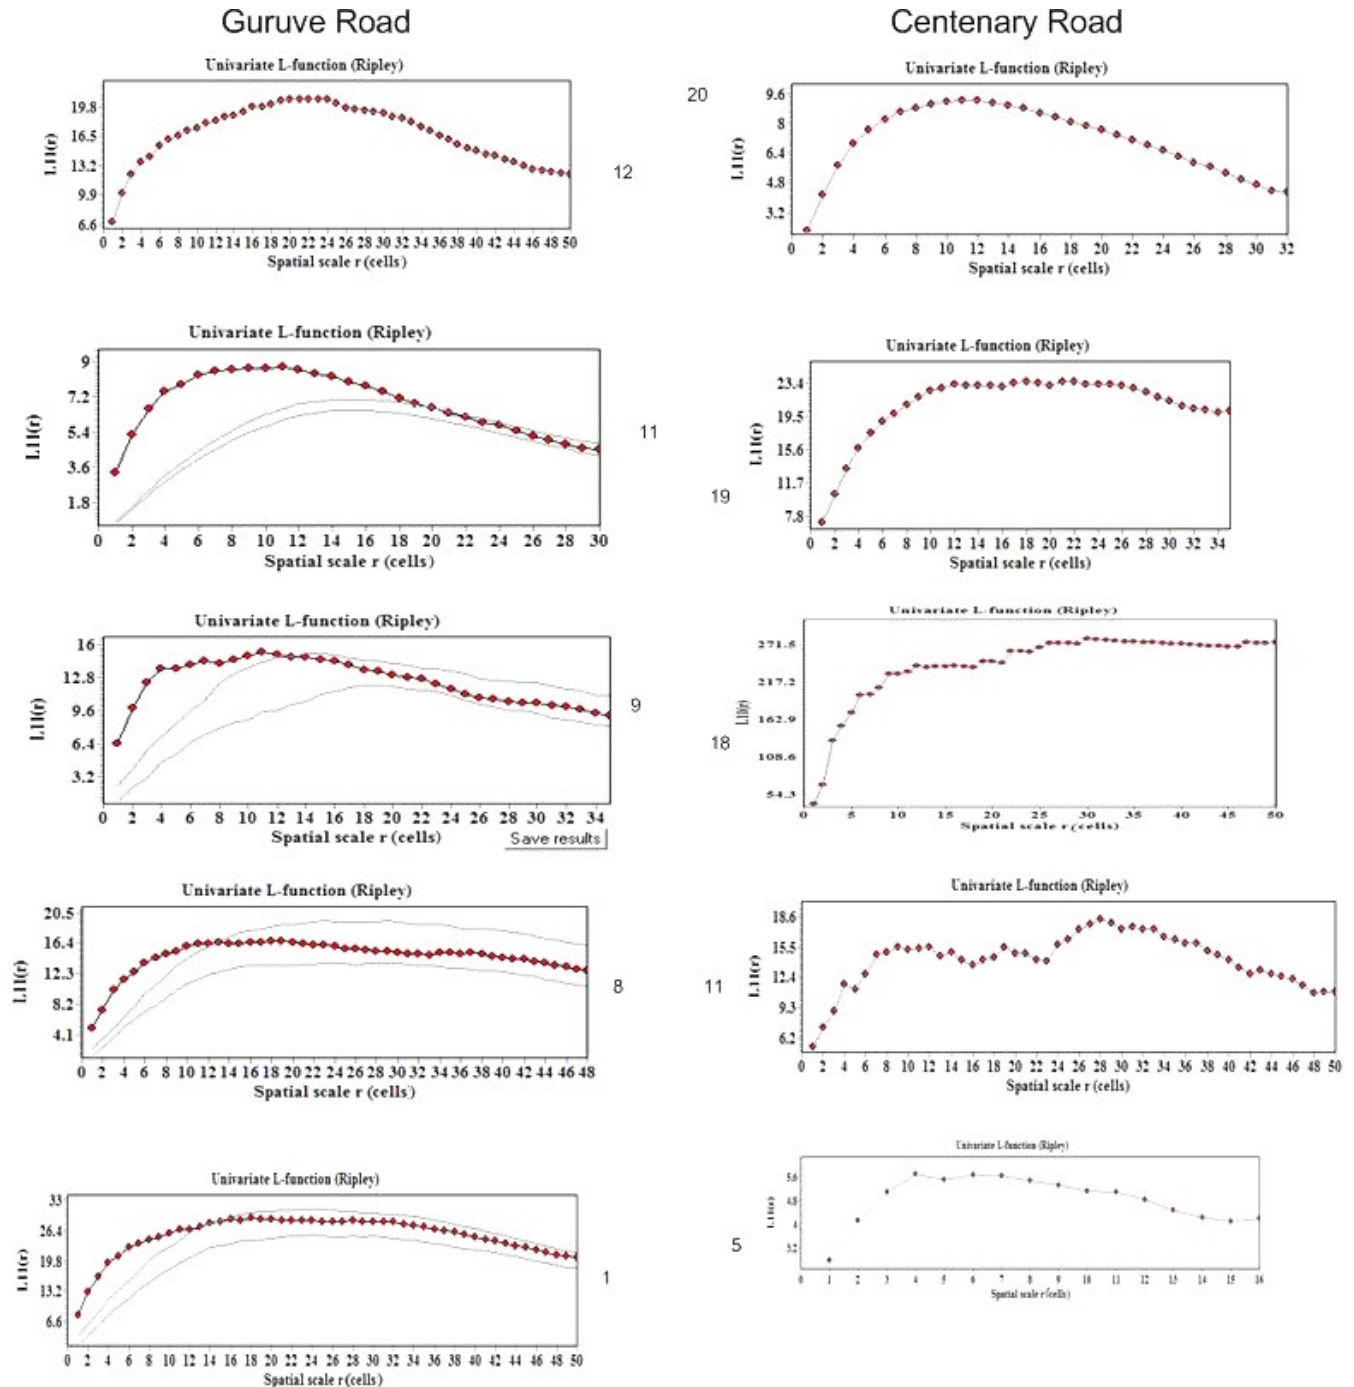 Guruve Road
Centenary Road
Univariate L-function (Ripley)
L11(r)
19.8
16.5
13.2
9.9
6.6
0 2 4 6 8 10 12 14 16 18 20 22 24 26 28 30 32 34 36 38 40 42 44 46 48 50
Spatial scale r (cells)
12
20
Univariate L-function (Ripley)
L11(r)
9.6
8
6.4
4.8
3.2
0 2 4 6 8 10 12 14 16 18 20 22 24 26 28 30 32
Spatial scale r (cells)
Univariate L-function (Ripley)
L11(r)
9
7.2
5.4
3.6
1.8
0 2 4 6 8 10 12 14 16 18 20 22 24 26 28 30
Spatial scale r (cells)
11
19
Univariate L-function (Ripley)
L11(r)
23.4
19.5
15.6
11.7
7.8
0 2 4 6 8 10 12 14 16 18 20 22 24 26 28 30 32 34
Spatial scale r (cells)
Univariate L-function (Ripley)
L11(r)
16
12.8
9.6
6.4
3.2
0 2 4 6 8 10 12 14 16 18 20 22 24 26 28 30 32 34
Spatial scale r (cells)
Save results
9
18
Univariate L-function (Ripley)
L11(r)
271.5
217.2
162.9
108.6
54.3
0 5 10 15 20 25 30 35 40 45 50
Spatial scale r (cells)
Univariate L-function (Ripley)
L11(r)
20.5
16.4
12.3
8.2
4.1
0 2 4 6 8 10 12 14 16 18 20 22 24 26 28 30 32 34 36 38 40 42 44 46 48
Spatial scale r (cells)
8
11
Univariate L-function (Ripley)
L11(r)
18.6
15.5
12.4
9.3
6.2
0 2 4 6 8 10 12 14 16 18 20 22 24 26 28 30 32 34 36 38 40 42 44 46 48 50
Spatial scale r (cells)
Univariate L-function (Ripley)
L11(r)
33
26.4
19.8
13.2
6.6
0 2 4 6 8 10 12 14 16 18 20 22 24 26 28 30 32 34 36 38 40 42 44 46 48 50
Spatial scale r (cells)
1
5
Univariate L-function (Ripley)
L11(r)
5.6
4.8
4
3.2
0 1 2 3 4 5 6 7 8 9 10 11 12 13 14 15 16
Spatial scale r (cells)